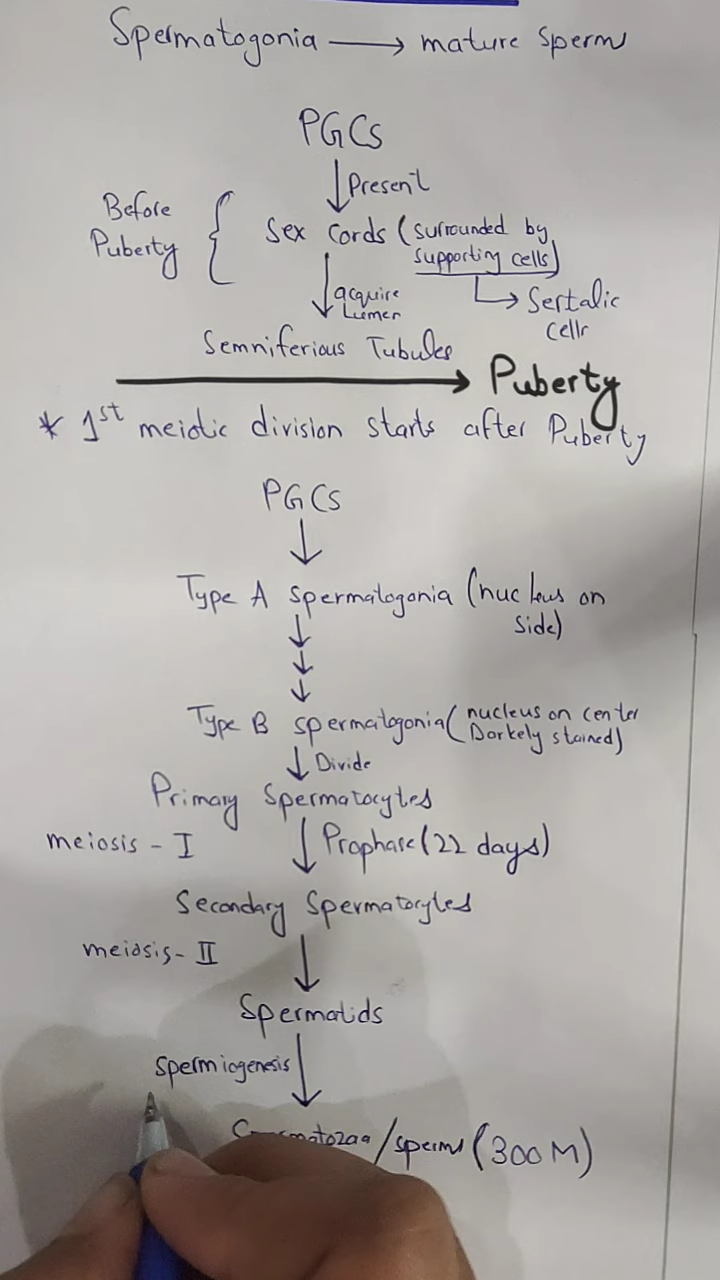 Spermatogonia → mature sperm
PGCs
↓ Present
Before
Puberty
Sex Cords (surrounded by
supporting cells)
↓ acquire
Lumen
→ Sertalic
cells
Semniferious Tubules
→ Puberty
* 1st meiotic division starts after Puberty
PGCs
↓
Type A spermatogonia (nucleus on
side)
↓
↓
↓
Type B spermatogonia (nucleus on center
Darkely stained)
↓ Divide
Primary Spermatocytes
meiosis - I ↓ Prophase (22 days)
Secondary Spermatocytes
meiosis - II ↓
Spermatids
Spermiogenesis ↓
/sperms (300 M)